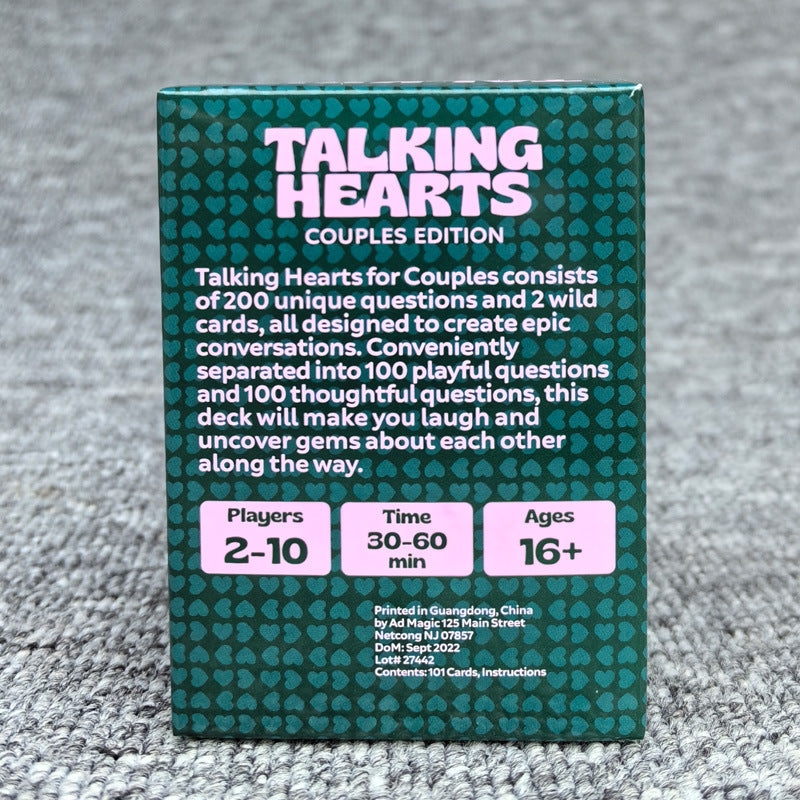 TALKING
HEARTS
COUPLES EDITION
Talking Hearts for Couples consists
of 200 unique questions and 2 wild
cards, all designed to create epic
conversations. Conveniently
separated into 100 playful questions
and 100 thoughtful questions, this
deck will make you laugh and
uncover gems about each other
along the way.
Players
2-10
Time
30-60
min
Ages
16+
Printed in Guangdong, China
by Ad Magic 125 Main Street
Netcong NJ 07857
DoM: Sept 2022
Lot# 27442
Contents: 101 Cards, Instructions